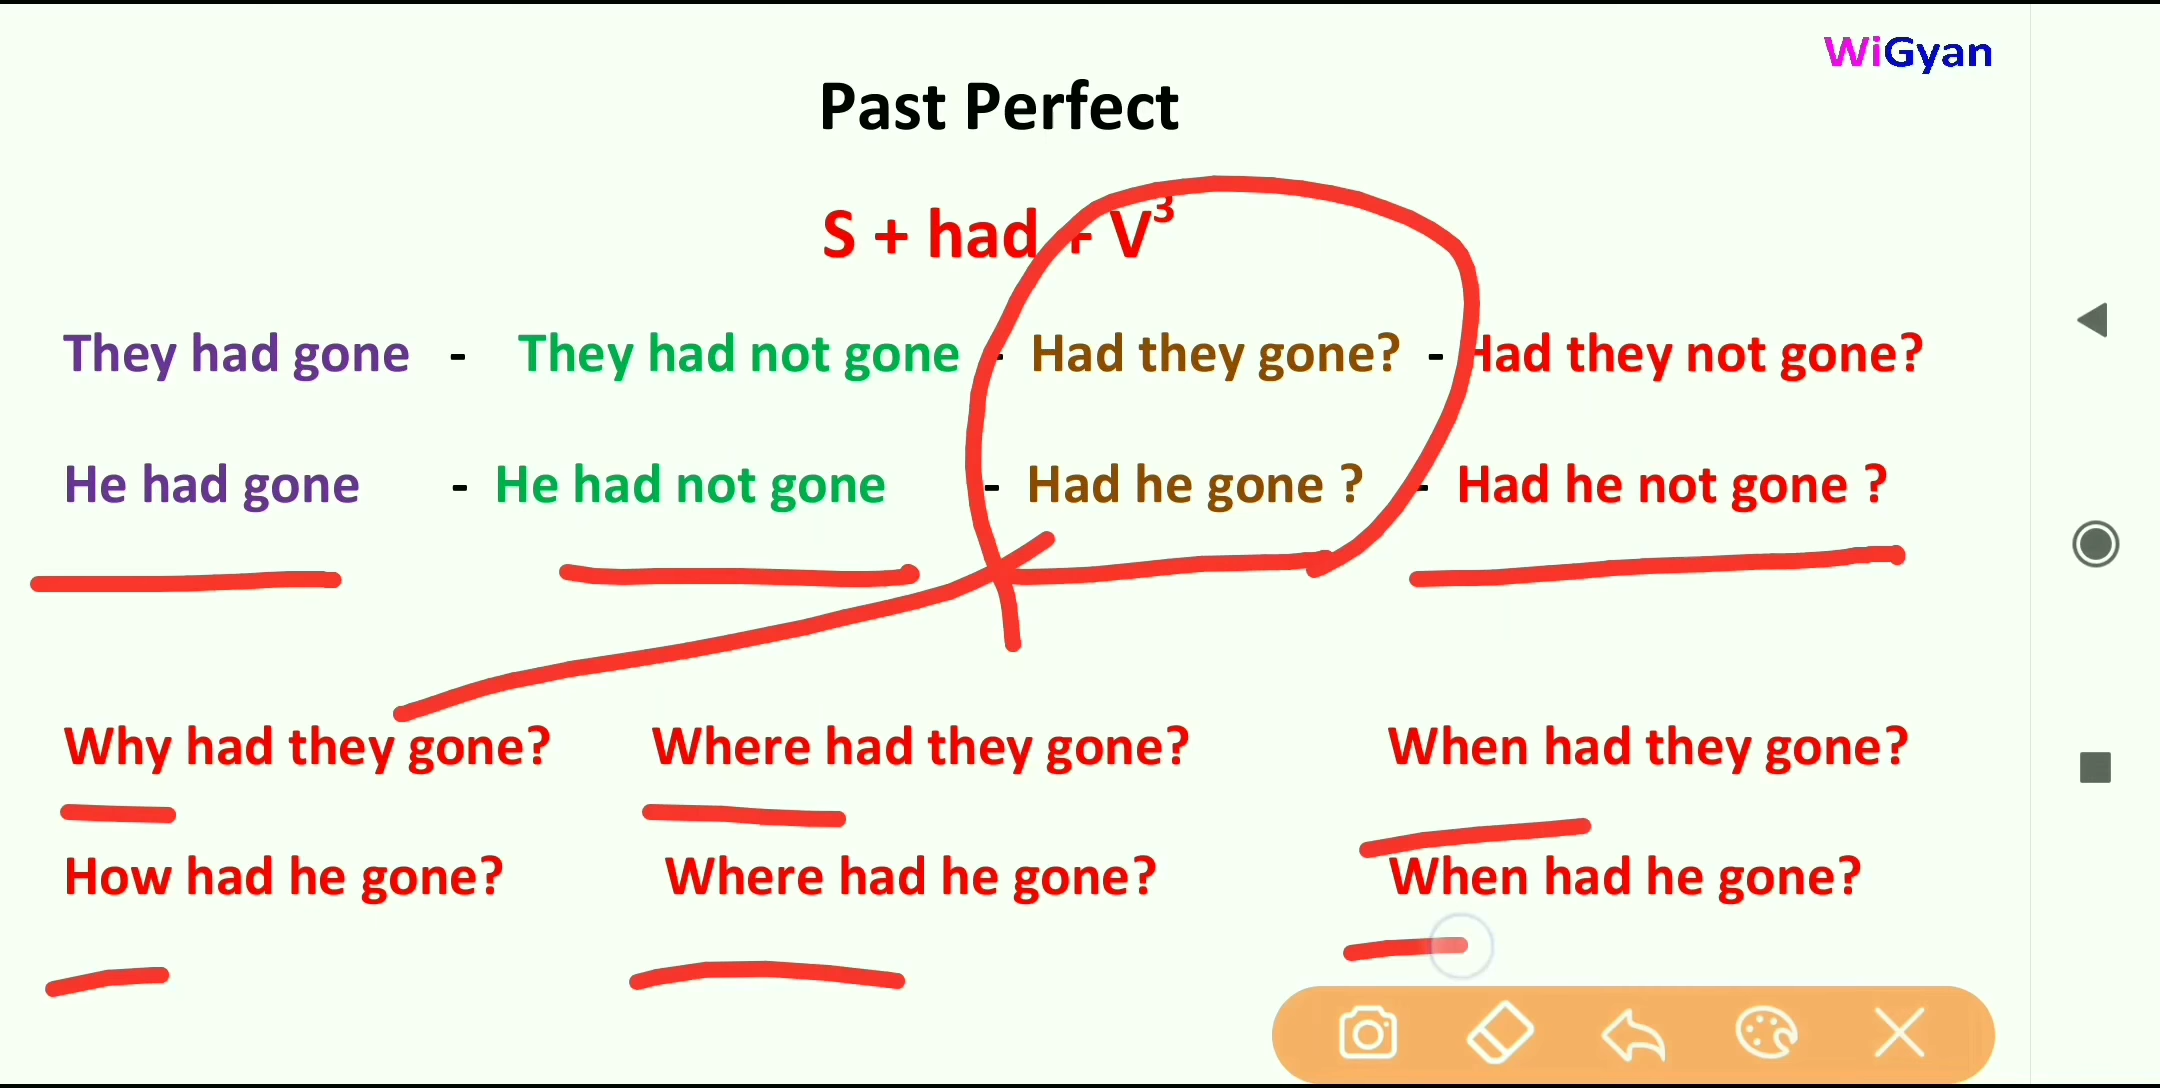 WiGyan
Past Perfect
S + had + V³
They had gone - They had not gone - Had they gone? - Had they not gone?
He had gone - He had not gone - Had he gone ? - Had he not gone ?
Why had they gone? Where had they gone? When had they gone?
How had he gone? Where had he gone? When had he gone?